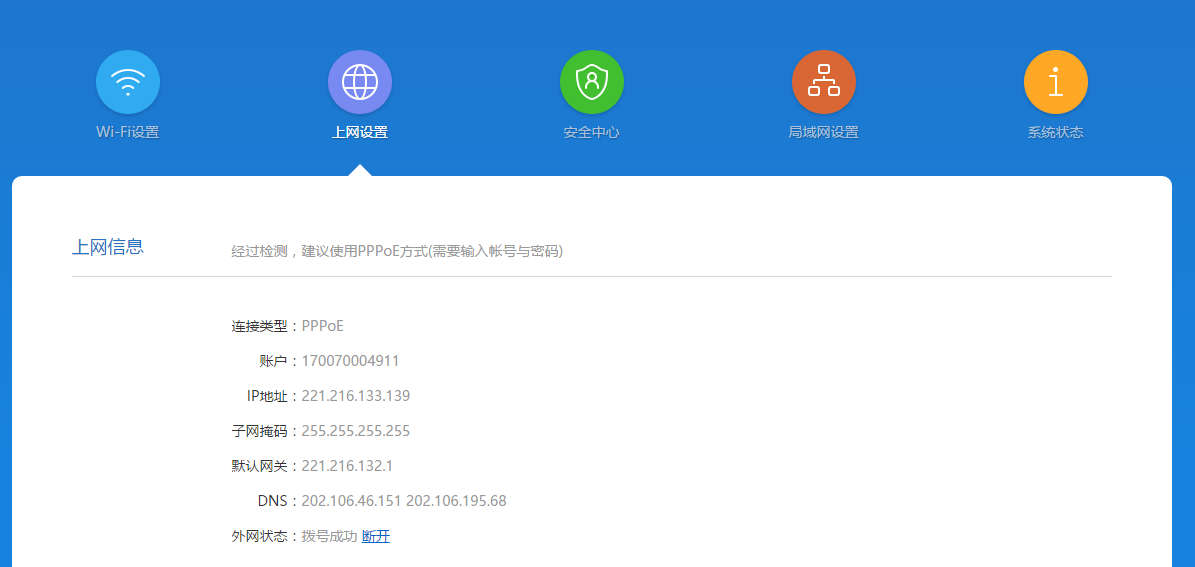 Wi-Fi设置 上网设置 安全中心 局域网设置 系统状态
上网信息 经过检测，建议使用PPPoE方式(需要输入帐号与密码)
连接类型：PPPoE
账户：170070004911
IP地址：221.216.133.139
子网掩码：255.255.255.255
默认网关：221.216.132.1
DNS：202.106.46.151 202.106.195.68
外网状态：拨号成功 断开